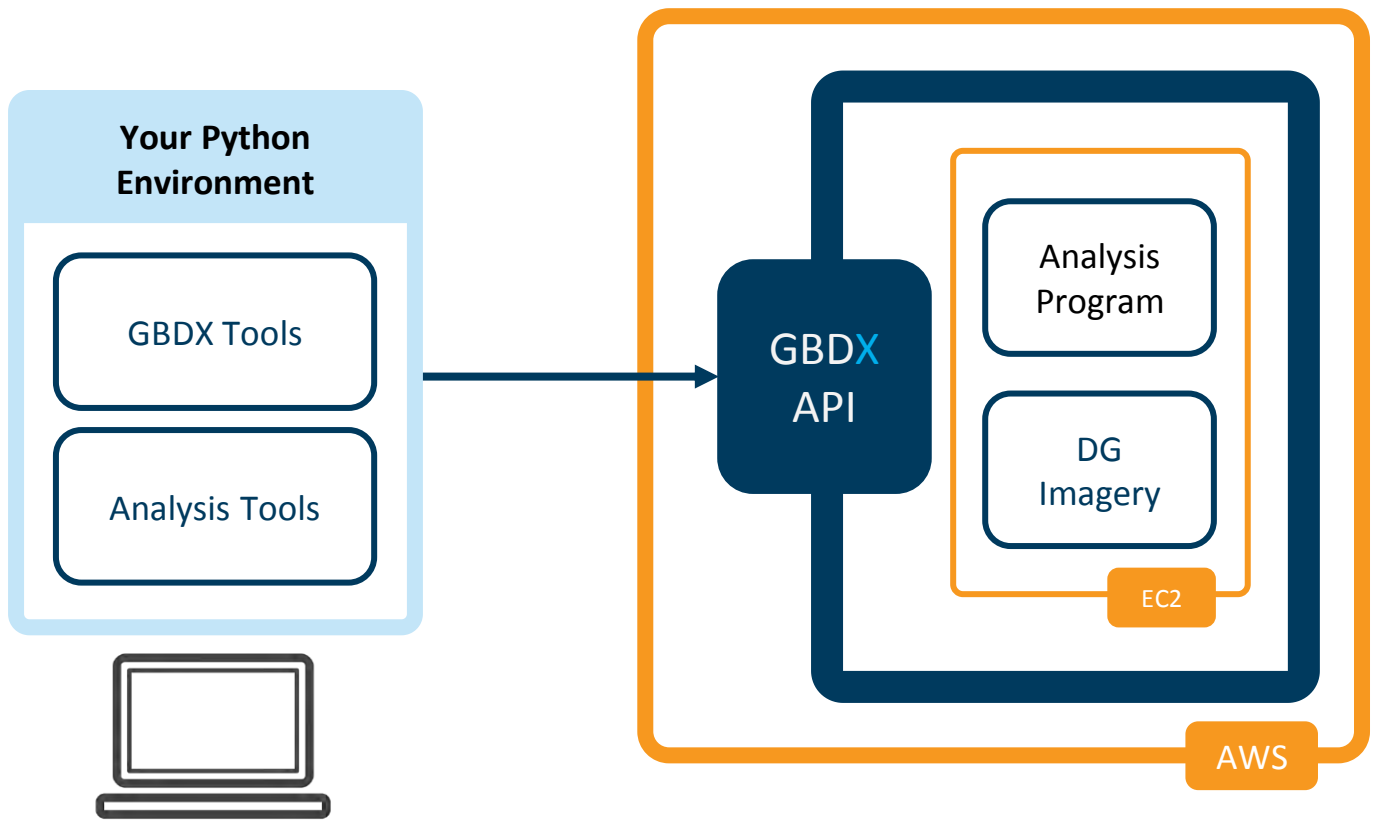 Your Python
Environment
GBDX Tools
Analysis Tools
GBDX
API
Analysis
Program
DG
Imagery
EC2
AWS